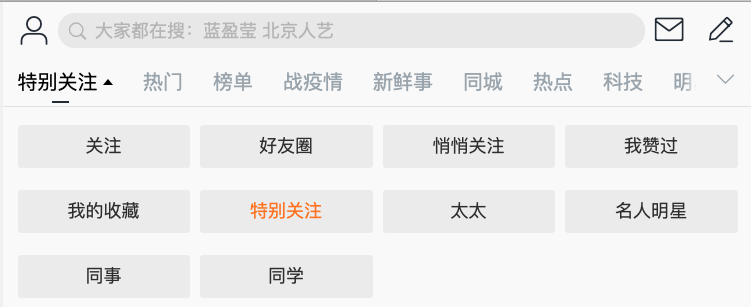 大家都在搜：蓝盈莹 北京人艺
特别关注 热门 榜单 战疫情 新鲜事 同城 热点 科技 明
关注 好友圈 悄悄关注 我赞过
我的收藏 特别关注 太太 名人明星
同事 同学